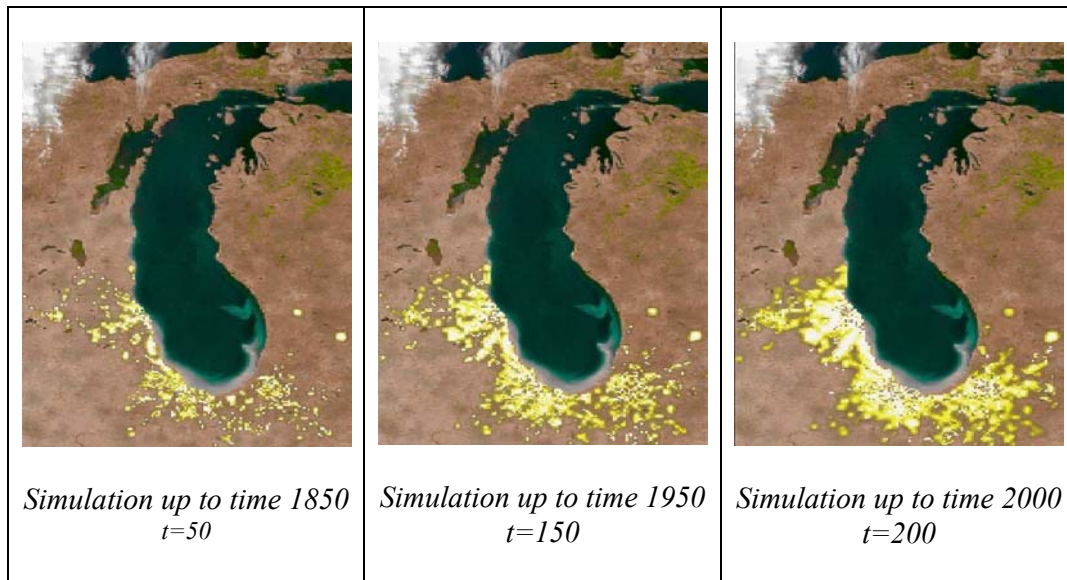 Simulation up to time 1850
t=50
Simulation up to time 1950
t=150
Simulation up to time 2000
t=200